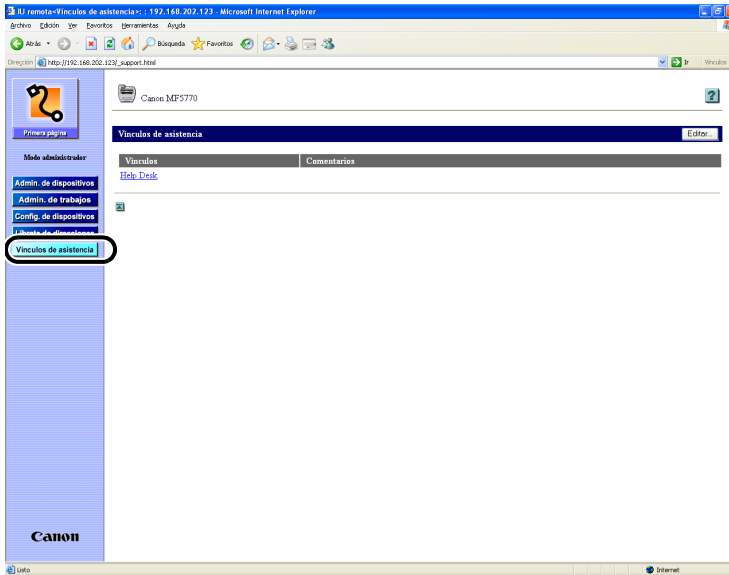 IU remota<Vínculos de asistencia>: : 192.168.202.123 - Microsoft Internet Explorer
Archivo Edición Ver Favoritos Herramientas Ayuda
Atrás Búsqueda Favoritos
Dirección http://192.168.202.123/_support.html Ir Vínculos
Canon MF5770
Primera página
Vínculos de asistencia Editar...
Modo administrador
Vínculos Comentarios
Help Desk
Admin. de dispositivos
Admin. de trabajos
Config. de dispositivos
Libreta de direcciones
Vínculos de asistencia
Canon
Listo Internet